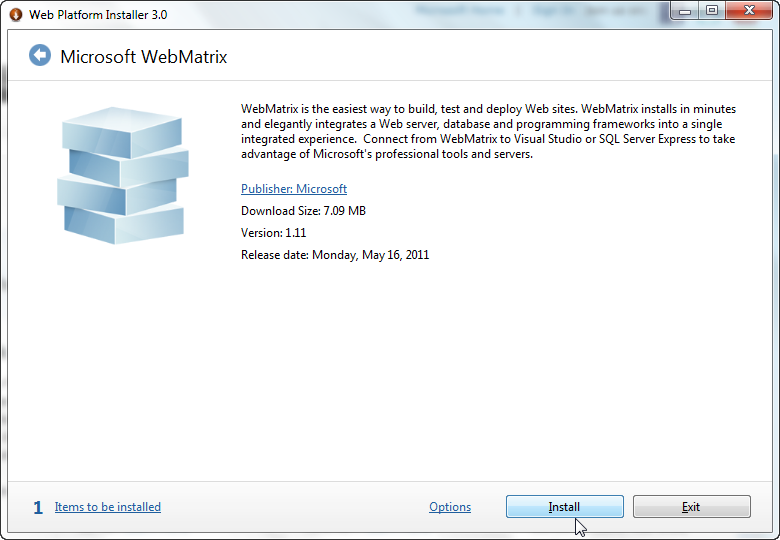 Web Platform Installer 3.0
Microsoft WebMatrix
WebMatrix is the easiest way to build, test and deploy Web sites. WebMatrix installs in minutes
and elegantly integrates a Web server, database and programming frameworks into a single
integrated experience.  Connect from WebMatrix to Visual Studio or SQL Server Express to take
advantage of Microsoft's professional tools and servers.
Publisher: Microsoft
Download Size: 7.09 MB
Version: 1.11
Release date: Monday, May 16, 2011
1 Items to be installed Options Install Exit